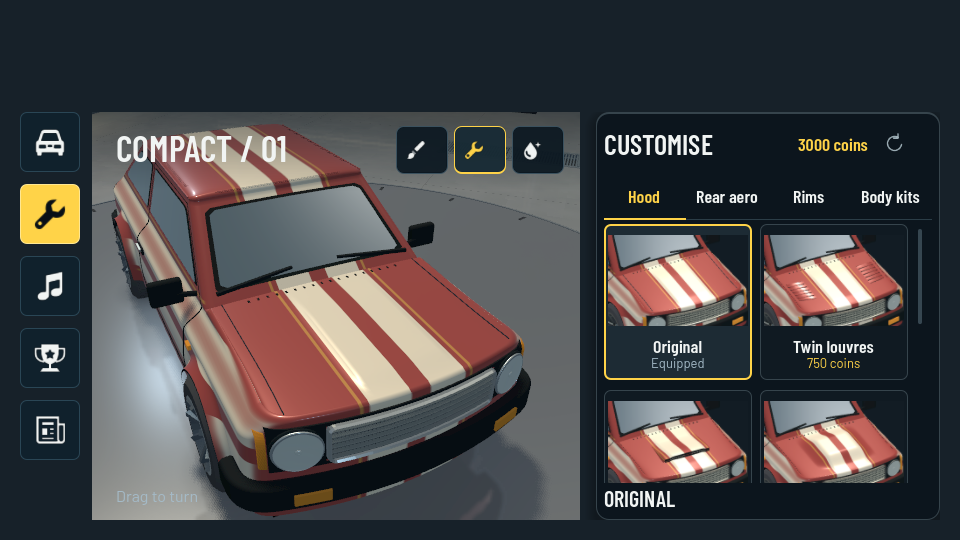 COMPACT / 01
CUSTOMISE
3000 coins
Hood
Rear aero
Rims
Body kits
Original
Equipped
Twin louvres
750 coins
Drag to turn
ORIGINAL